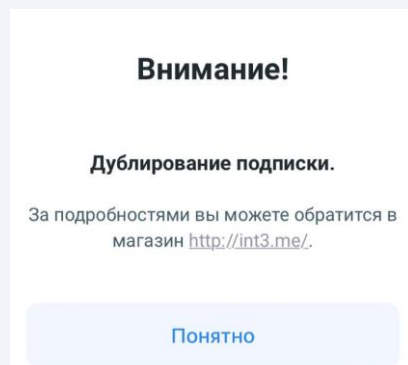 Внимание!
Дублирование подписки.
За подробностями вы можете обратится в
магазин http://int3.me/.
Понятно